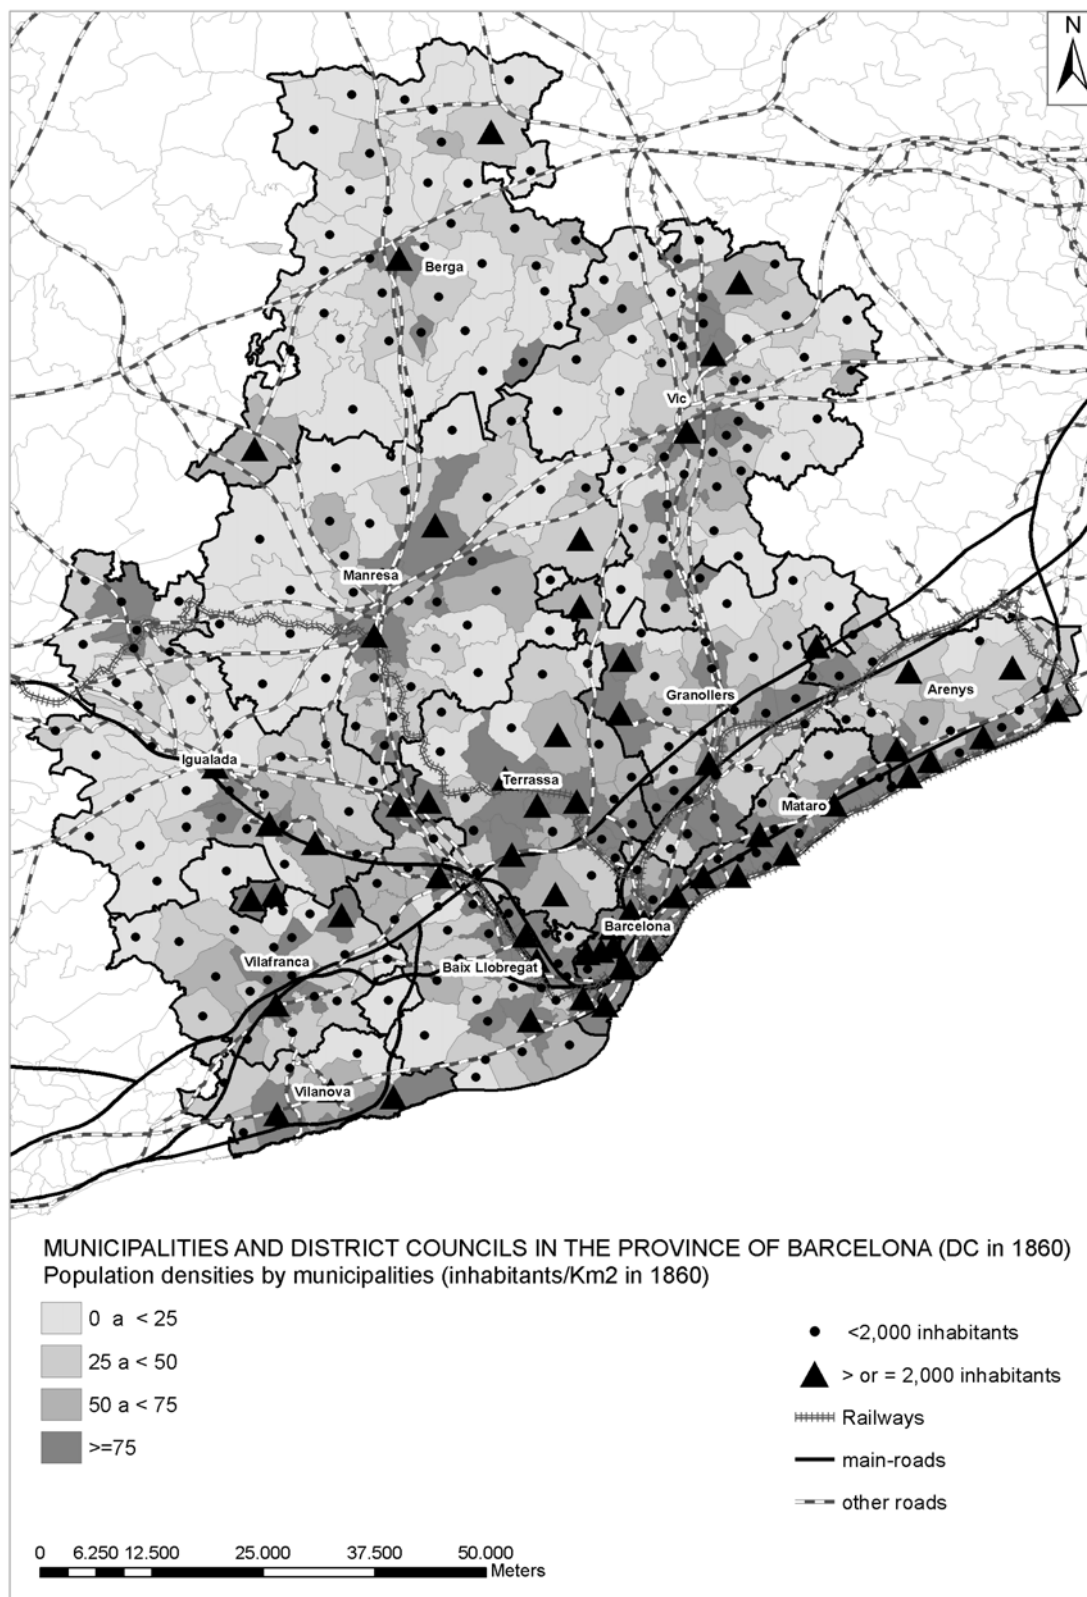 N
Berga
Vic
Manresa
Granollers
Arenys
Igualada
Terrassa
Mataro
Barcelona
Vilafranca
Baix Llobregat
Vilanova
MUNICIPALITIES AND DISTRICT COUNCILS IN THE PROVINCE OF BARCELONA (DC in 1860)
Population densities by municipalities (inhabitants/Km2 in 1860)
0 a < 25
25 a < 50
50 a < 75
>=75
<2,000 inhabitants
> or = 2,000 inhabitants
Railways
main-roads
other roads
0 6.250 12.500 25.000 37.500 50.000
Meters